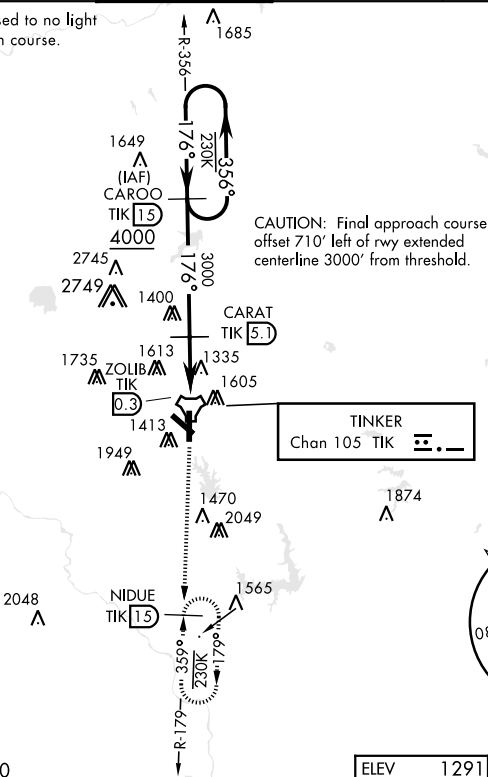 sed to no light
n course.
1685
R-356
1649
176°
230K
356°
(IAF)
CAROO
TIK 15
4000
CAUTION: Final approach course
offset 710' left of rwy extended
centerline 3000' from threshold.
3000
176°
2745
2749
1400
CARAT
TIK 5.1
1735
ZOLIB
TIK
0.3
1613
1335
1605
TINKER
Chan 105 TIK
1413
1949
1470
2049
1874
2048
NIDUE
TIK 15
1565
359°
230K
179°
R-179
08
0
ELEV 1291